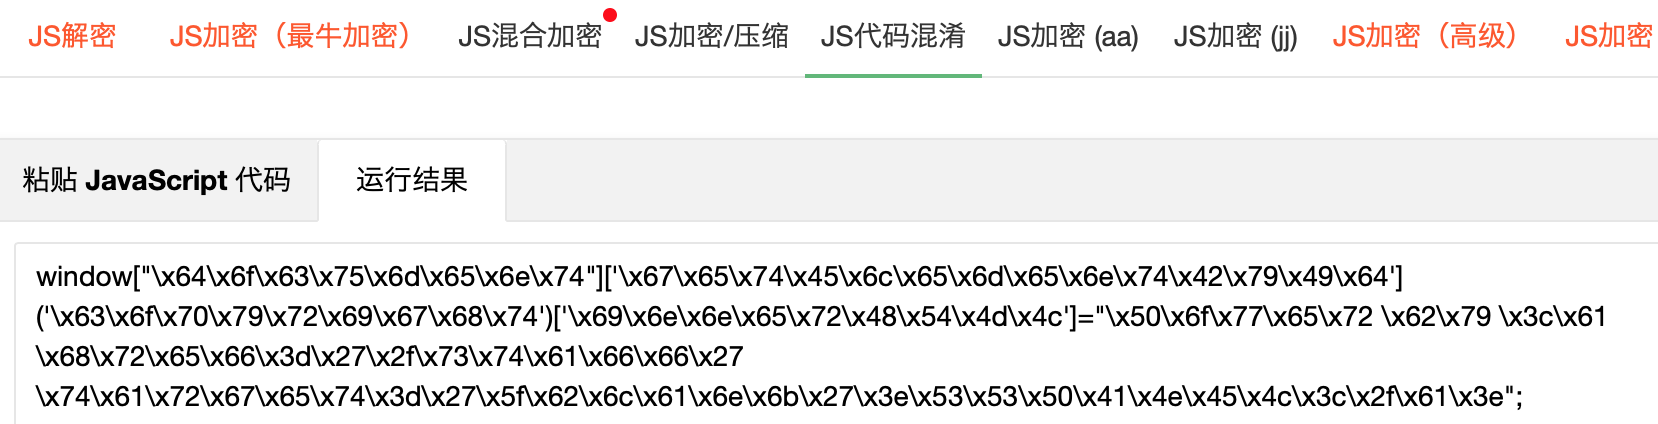 JS解密 JS加密（最牛加密） JS混合加密 JS加密/压缩 JS代码混淆 JS加密 (aa) JS加密 (jj) JS加密（高级） JS加密
粘贴 JavaScript 代码 运行结果
window["\x64\x6f\x63\x75\x6d\x65\x6e\x74"]['\x67\x65\x74\x45\x6c\x65\x6d\x65\x6e\x74\x42\x79\x49\x64']
('\x63\x6f\x70\x79\x72\x69\x67\x68\x74')['\x69\x6e\x6e\x65\x72\x48\x54\x4d\x4c']="\x50\x6f\x77\x65\x72 \x62\x79 \x3c\x61
\x68\x72\x65\x66\x3d\x27\x2f\x73\x74\x61\x66\x66\x27
\x74\x61\x72\x67\x65\x74\x3d\x27\x5f\x62\x6c\x61\x6e\x6b\x27\x3e\x53\x53\x50\x41\x4e\x45\x4c\x3c\x2f\x61\x3e";